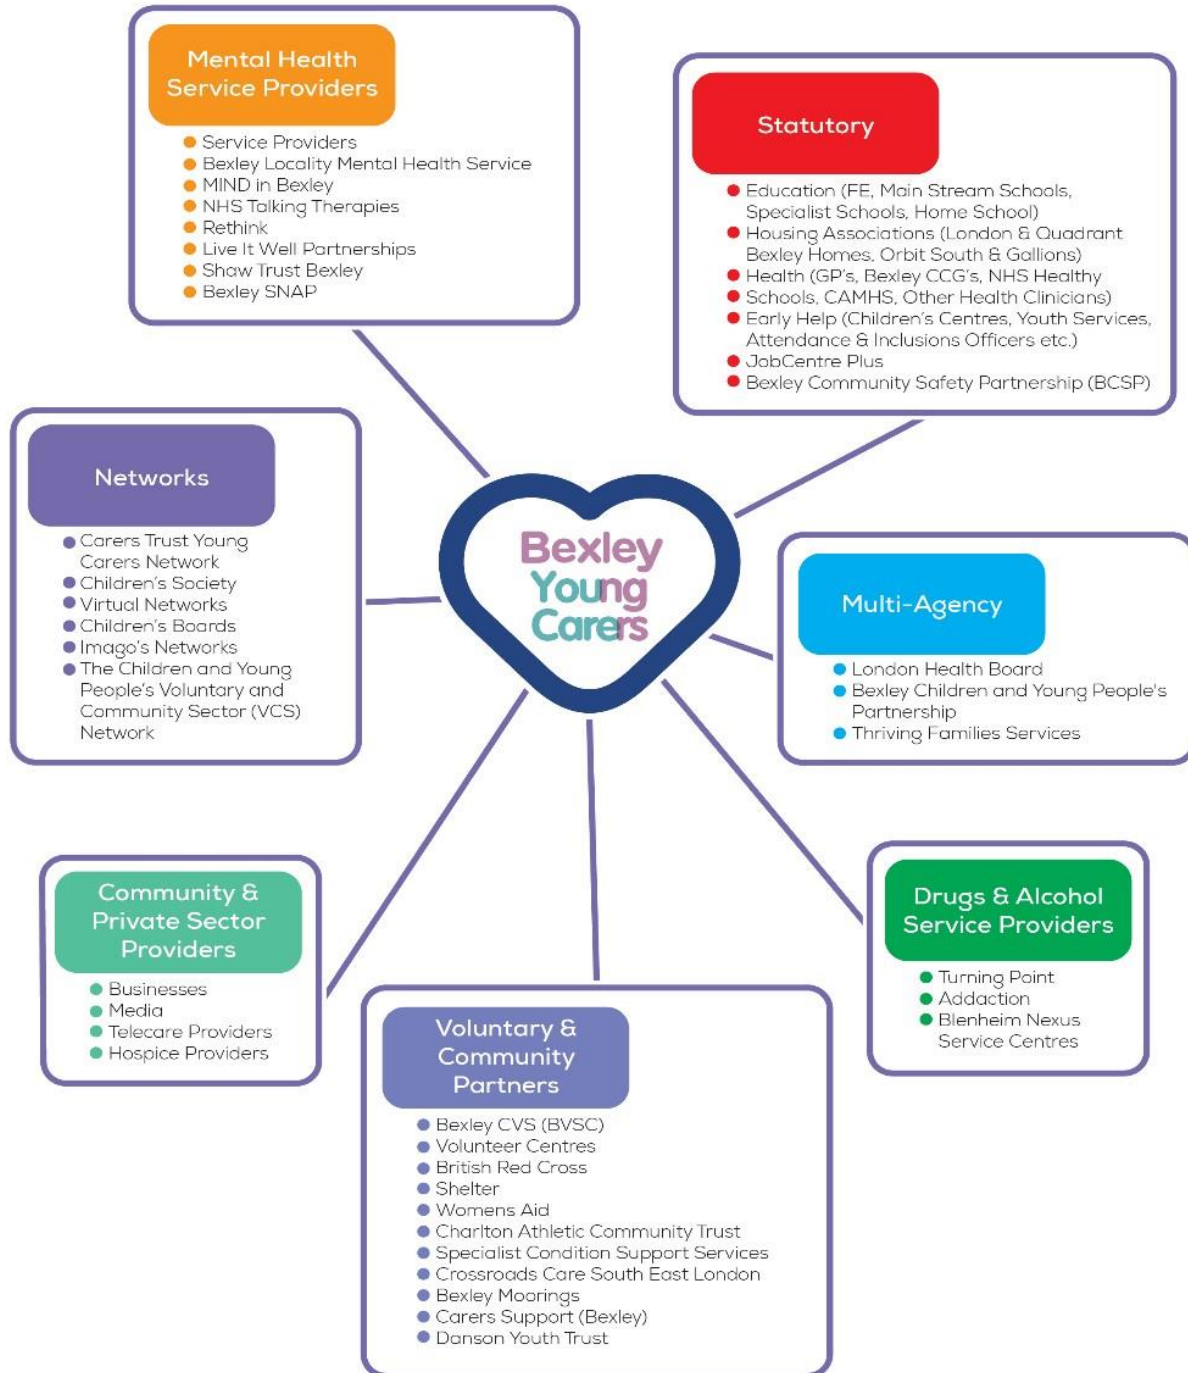 Mental Health
Service Providers
Service Providers
Bexley Locality Mental Health Service
MIND in Bexley
NHS Talking Therapies
Rethink
Live It Well Partnerships
Shaw Trust Bexley
Bexley SNAP
Statutory
Education (FE, Main Stream Schools,
Specialist Schools, Home School)
Housing Associations (London & Quadrant
Bexley Homes, Orbit South & Gallions)
Health (GP's, Bexley CCG's, NHS Healthy
Schools, CAMHS, Other Health Clinicians)
Early Help (Children's Centres, Youth Services,
Attendance & Inclusions Officers etc.)
JobCentre Plus
Bexley Community Safety Partnership (BCSP)
Networks
Carers Trust Young
Carers Network
Children's Society
Virtual Networks
Children's Boards
Imago's Networks
The Children and Young
People's Voluntary and
Community Sector (VCS)
Network
Bexley
Young
Carers
Multi-Agency
London Health Board
Bexley Children and Young People's
Partnership
Thriving Families Services
Community &
Private Sector
Providers
Businesses
Media
Telecare Providers
Hospice Providers
Voluntary &
Community
Partners
Bexley CVS (BVSC)
Volunteer Centres
British Red Cross
Shelter
Womens Aid
Charlton Athletic Community Trust
Specialist Condition Support Services
Crossroads Care South East London
Bexley Moorings
Carers Support (Bexley)
Danson Youth Trust
Drugs & Alcohol
Service Providers
Turning Point
Addaction
Blenheim Nexus
Service Centres